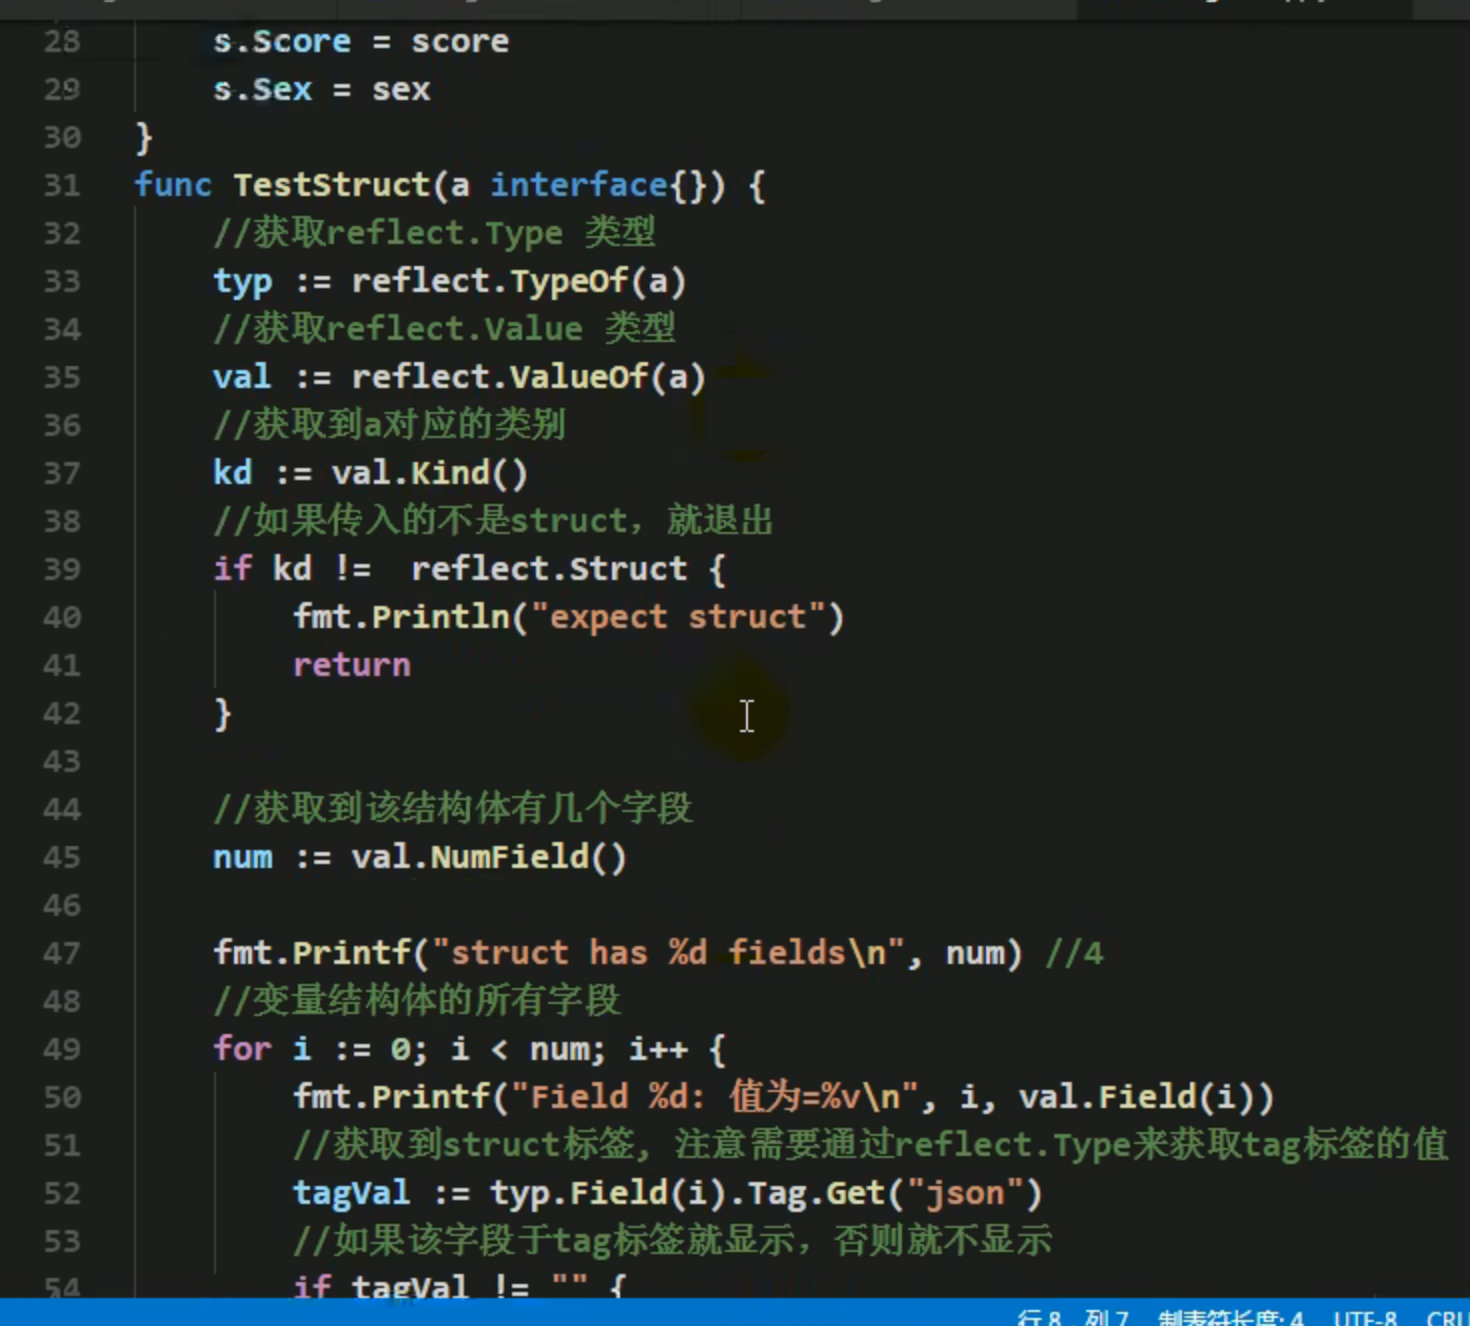 28 s.Score = score
29 s.Sex = sex
30 }
31 func TestStruct(a interface{}) {
32 //获取reflect.Type 类型
33 typ := reflect.TypeOf(a)
34 //获取reflect.Value 类型
35 val := reflect.ValueOf(a)
36 //获取到a对应的类别
37 kd := val.Kind()
38 //如果传入的不是struct，就退出
39 if kd !=  reflect.Struct {
40 fmt.Println("expect struct")
41 return
42 }
43
44 //获取到该结构体有几个字段
45 num := val.NumField()
46
47 fmt.Printf("struct has %d fields\n", num) //4
48 //变量结构体的所有字段
49 for i := 0; i < num; i++ {
50 fmt.Printf("Field %d: 值为=%v\n", i, val.Field(i))
51 //获取到struct标签, 注意需要通过reflect.Type来获取tag标签的值
52 tagVal := typ.Field(i).Tag.Get("json")
53 //如果该字段于tag标签就显示，否则就不显示
54 if tagVal != "" {
行 8，列 7 制表符长度: 4 UTF-8